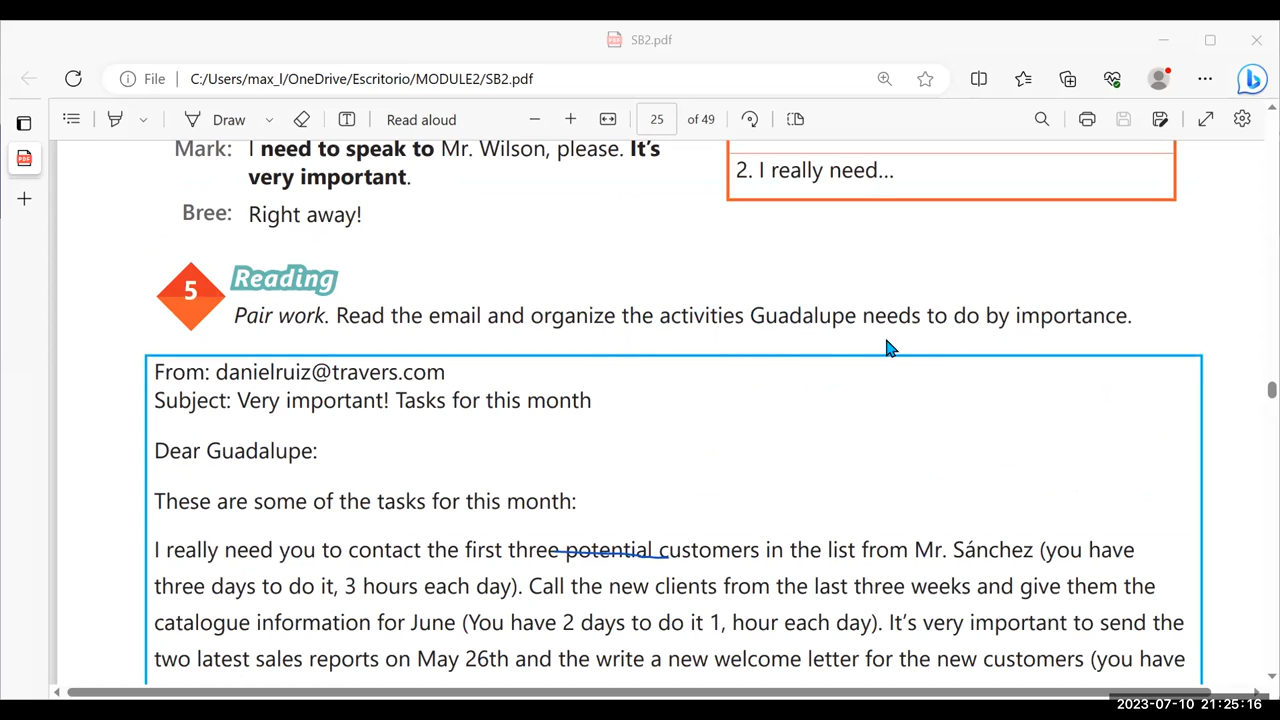 SB2.pdf
File C:/Users/max_l/OneDrive/Escritorio/MODULE2/SB2.pdf
Draw Read aloud 25 of 49
Mark: I need to speak to Mr. Wilson, please. It's
very important.
Bree: Right away!
2. I really need...
5 Reading
Pair work. Read the email and organize the activities Guadalupe needs to do by importance.
From: danielruiz@travers.com
Subject: Very important! Tasks for this month
Dear Guadalupe:
These are some of the tasks for this month:
I really need you to contact the first three potential customers in the list from Mr. Sánchez (you have
three days to do it, 3 hours each day). Call the new clients from the last three weeks and give them the
catalogue information for June (You have 2 days to do it 1, hour each day). It's very important to send the
two latest sales reports on May 26th and the write a new welcome letter for the new customers (you have
2023-07-10 21:25:16